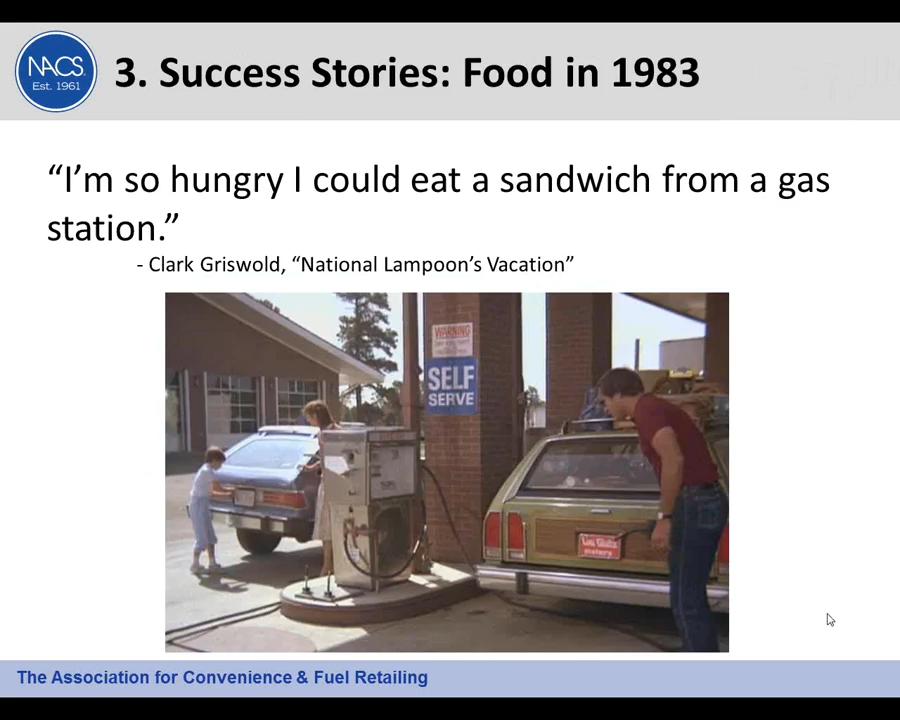 NACS
Est. 1961
3. Success Stories: Food in 1983
“I’m so hungry I could eat a sandwich from a gas
station.”
- Clark Griswold, “National Lampoon’s Vacation”
WARNING
SELF
SERVE
The Association for Convenience & Fuel Retailing